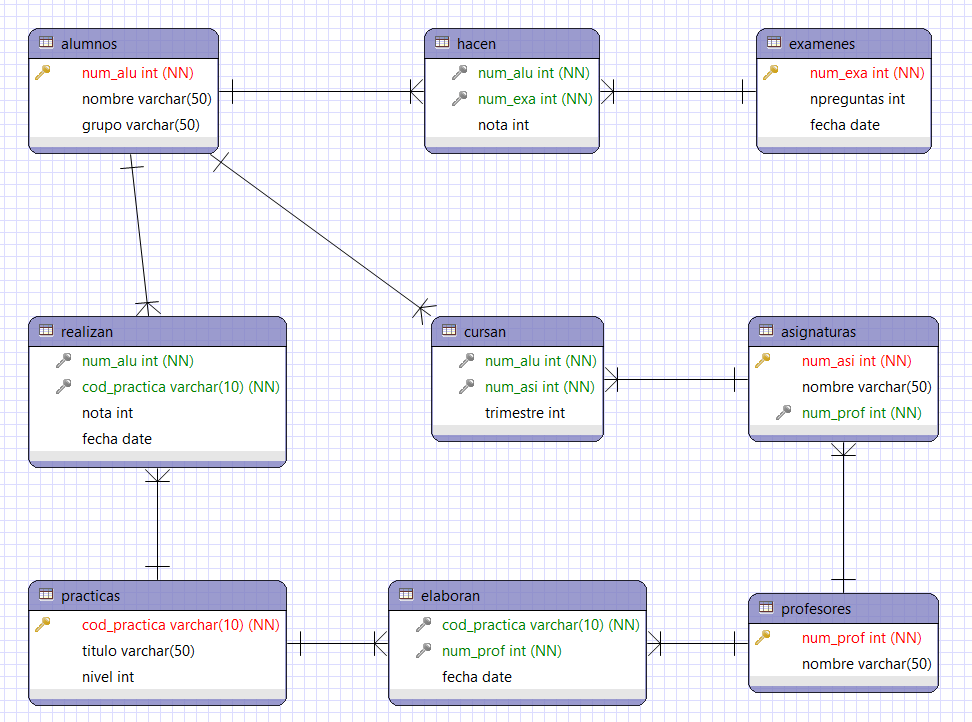 alumnos
num_alu int (NN)
nombre varchar(50)
grupo varchar(50)
hacen
num_alu int (NN)
num_exa int (NN)
nota int
examenes
num_exa int (NN)
npreguntas int
fecha date
realizan
num_alu int (NN)
cod_practica varchar(10) (NN)
nota int
fecha date
cursan
num_alu int (NN)
num_asi int (NN)
trimestre int
asignaturas
num_asi int (NN)
nombre varchar(50)
num_prof int (NN)
practicas
cod_practica varchar(10) (NN)
titulo varchar(50)
nivel int
elaboran
cod_practica varchar(10) (NN)
num_prof int (NN)
fecha date
profesores
num_prof int (NN)
nombre varchar(50)